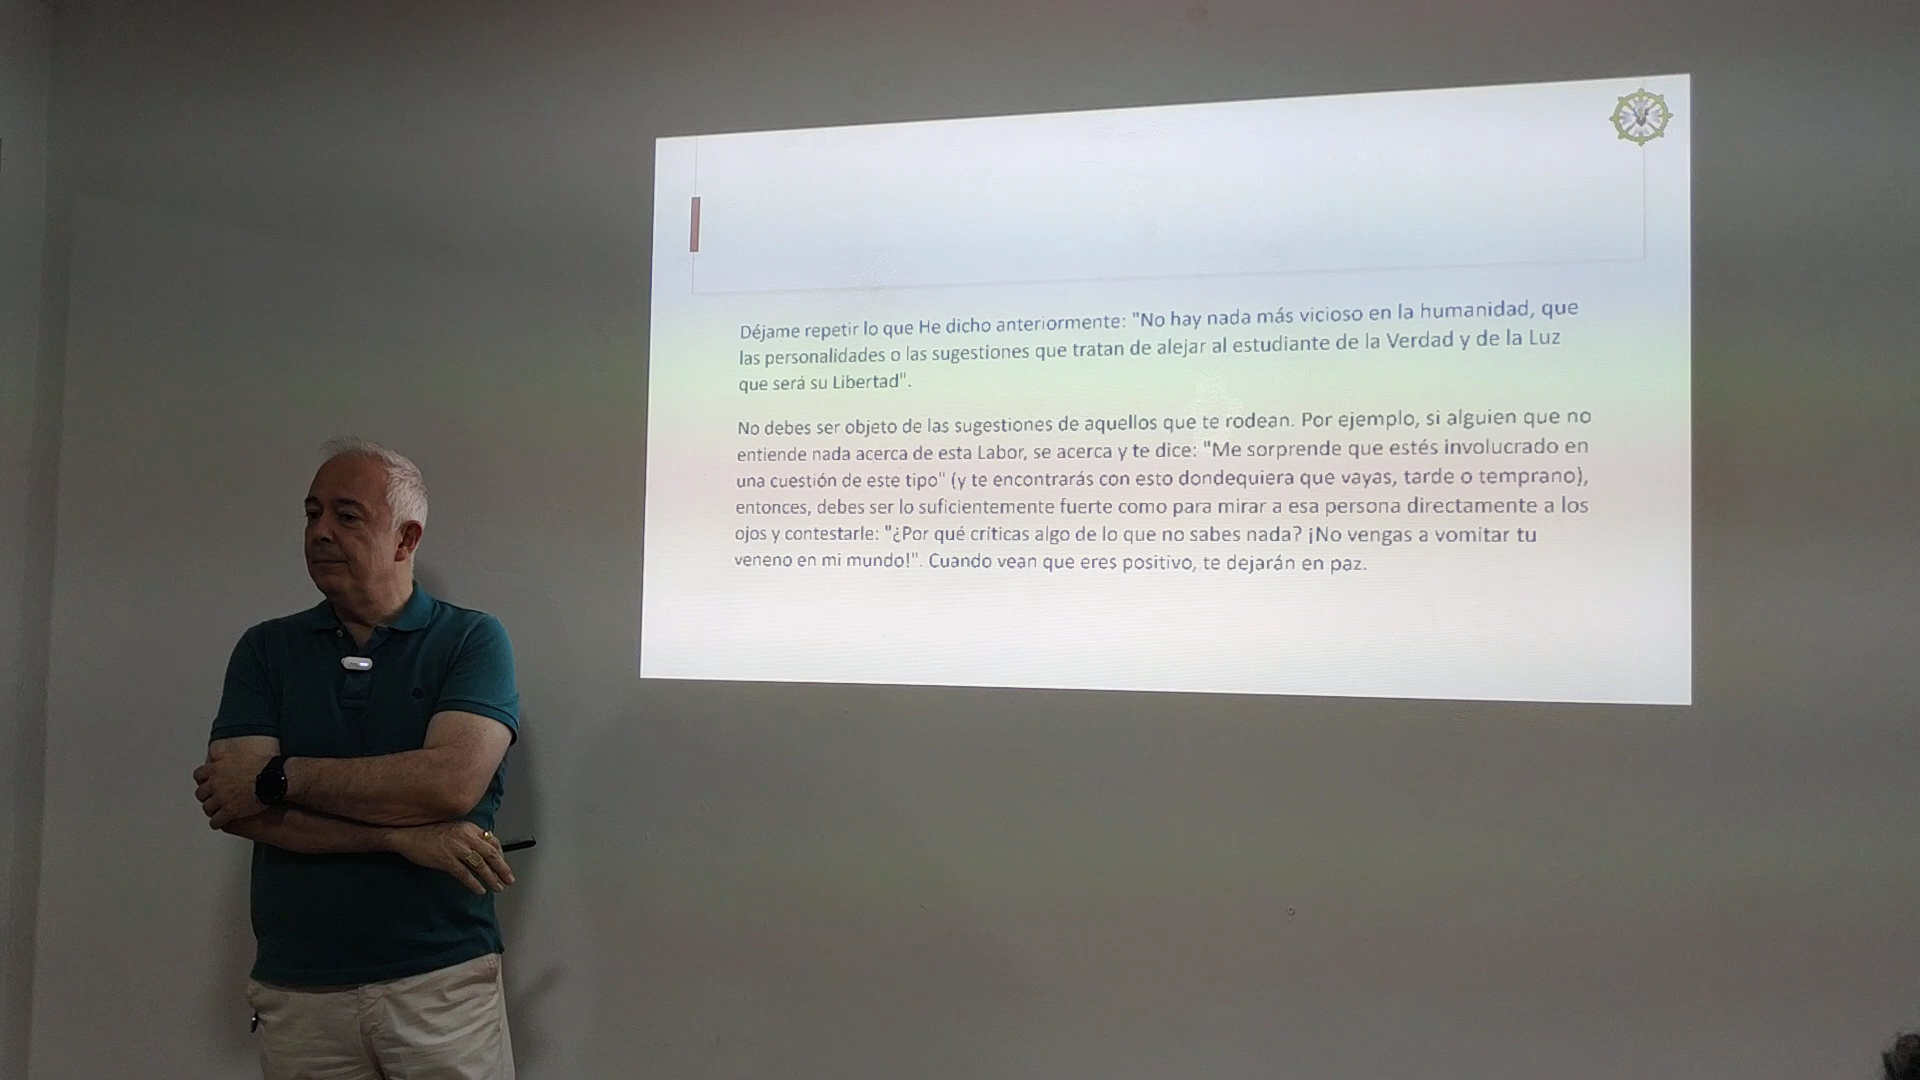 Déjame repetir lo que He dicho anteriormente: "No hay nada más vicioso en la humanidad, que
las personalidades o las sugestiones que tratan de alejar al estudiante de la Verdad y de la Luz
que será su Libertad".
No debes ser objeto de las sugestiones de aquellos que te rodean. Por ejemplo, si alguien que no
entiende nada acerca de esta Labor, se acerca y te dice: "Me sorprende que estés involucrado en
una cuestión de este tipo" (y te encontrarás con esto dondequiera que vayas, tarde o temprano),
entonces, debes ser lo suficientemente fuerte como para mirar a esa persona directamente a los
ojos y contestarle: "¿Por qué criticas algo de lo que no sabes nada? ¡No vengas a vomitar tu
veneno en mi mundo!". Cuando vean que eres positivo, te dejarán en paz.